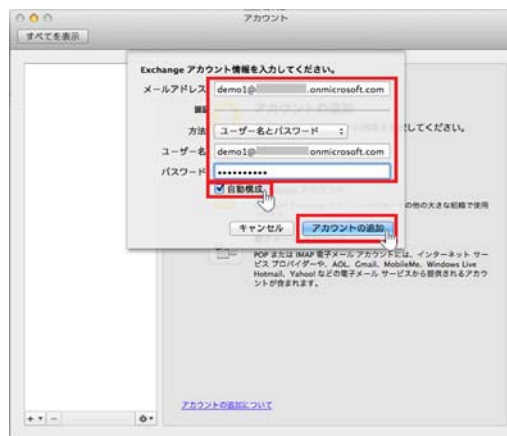 アカウント
すべてを表示
Exchange アカウント情報を入力してください。
メールアドレス demo1@ .onmicrosoft.com
アカウントの追加
方法 ユーザー名とパスワード
してください。
ユーザー名 demo1@ onmicrosoft.com
パスワード ••••••••••
自動構成
の他の大きな組織で使用
キャンセル アカウントの追加
POP または IMAP 電子メール アカウントには、インターネット サー
ビス プロバイダーや、AOL、Gmail、MobileMe、Windows Live
Hotmail、Yahoo! などの電子メール サービスから提供されるアカウ
ントが含まれます。
アカウントの追加について